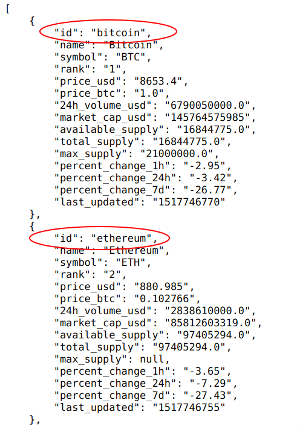 [
{
"id": "bitcoin",
"name": "Bitcoin",
"symbol": "BTC",
"rank": "1",
"price_usd": "8653.4",
"price_btc": "1.0",
"24h_volume_usd": "6790050000.0",
"market_cap_usd": "145764575985",
"available_supply": "16844775.0",
"total_supply": "16844775.0",
"max_supply": "21000000.0",
"percent_change_1h": "-2.95",
"percent_change_24h": "-3.42",
"percent_change_7d": "-26.77",
"last_updated": "1517746770"
},
{
"id": "ethereum",
"name": "Ethereum",
"symbol": "ETH",
"rank": "2",
"price_usd": "880.985",
"price_btc": "0.102766",
"24h_volume_usd": "2838610000.0",
"market_cap_usd": "85812603319.0",
"available_supply": "97405294.0",
"total_supply": "97405294.0",
"max_supply": null,
"percent_change_1h": "-3.65",
"percent_change_24h": "-7.29",
"percent_change_7d": "-27.43",
"last_updated": "1517746755"
},